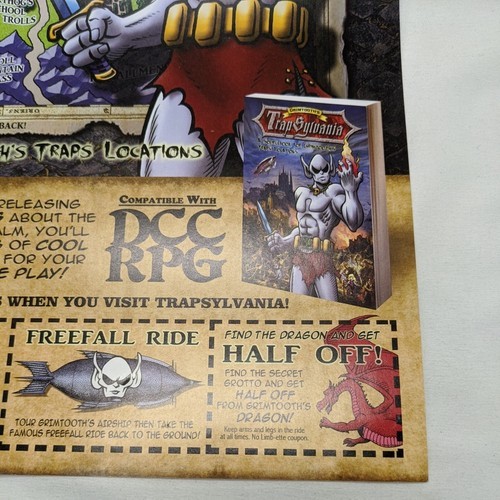 THOG'S
HOOL
TROLLS
BACK!
H'S TRAPS LOCATIONS
GRIMTOOTH'S
TRAPSYLVANIA
RELEASING
ABOUT THE
ALM, YOU'LL
OF COOL
FOR YOUR
E PLAY!
COMPATIBLE WITH
DCC
RPG
WHEN YOU VISIT TRAPSYLVANIA!
FREEFALL RIDE
TOUR GRIMTOOTH'S AIRSHIP THEN TAKE THE
FAMOUS FREEFALL RIDE BACK TO THE GROUND!
FIND THE DRAGON AND GET
HALF OFF!
FIND THE SECRET
GROTTO AND GET
HALF OFF
FROM GRIMTOOTH'S
DRAGON!
Keep arms and legs in the ride
at all times. No Limb-ette coupon.